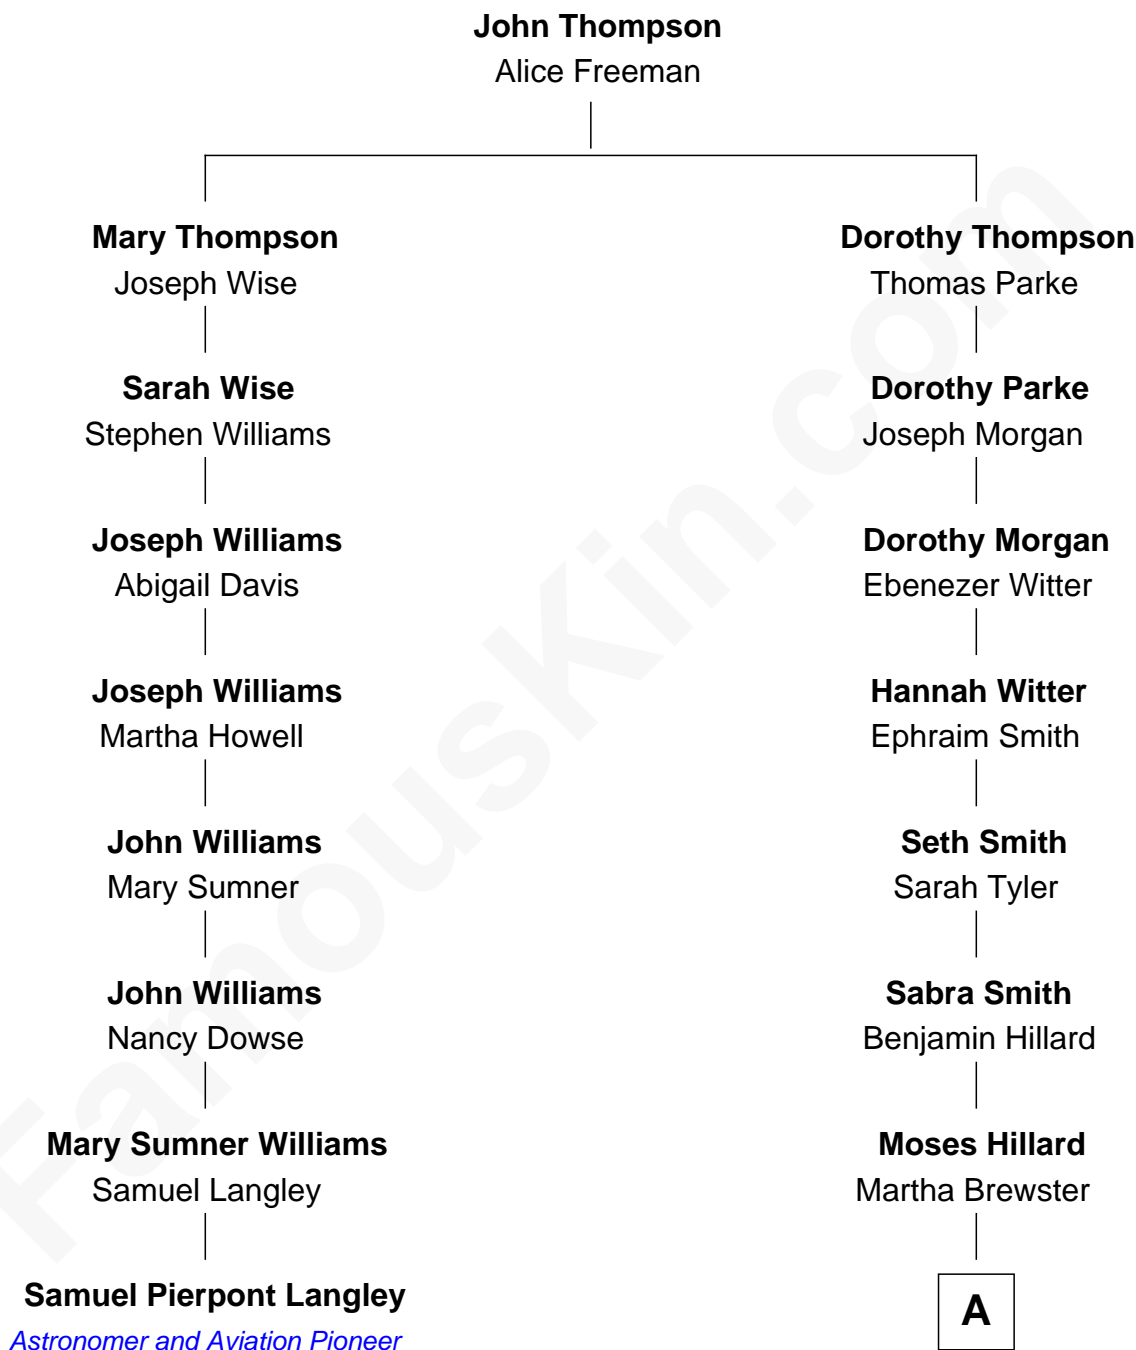 John Thompson
Alice Freeman
Mary Thompson
Joseph Wise
Sarah Wise
Stephen Williams
Joseph Williams
Abigail Davis
Joseph Williams
Martha Howell
John Williams
Mary Sumner
John Williams
Nancy Dowse
Mary Sumner Williams
Samuel Langley
Samuel Pierpont Langley
Astronomer and Aviation Pioneer
Dorothy Thompson
Thomas Parke
Dorothy Parke
Joseph Morgan
Dorothy Morgan
Ebenezer Witter
Hannah Witter
Ephraim Smith
Seth Smith
Sarah Tyler
Sabra Smith
Benjamin Hillard
Moses Hillard
Martha Brewster
A
FamousKin.com